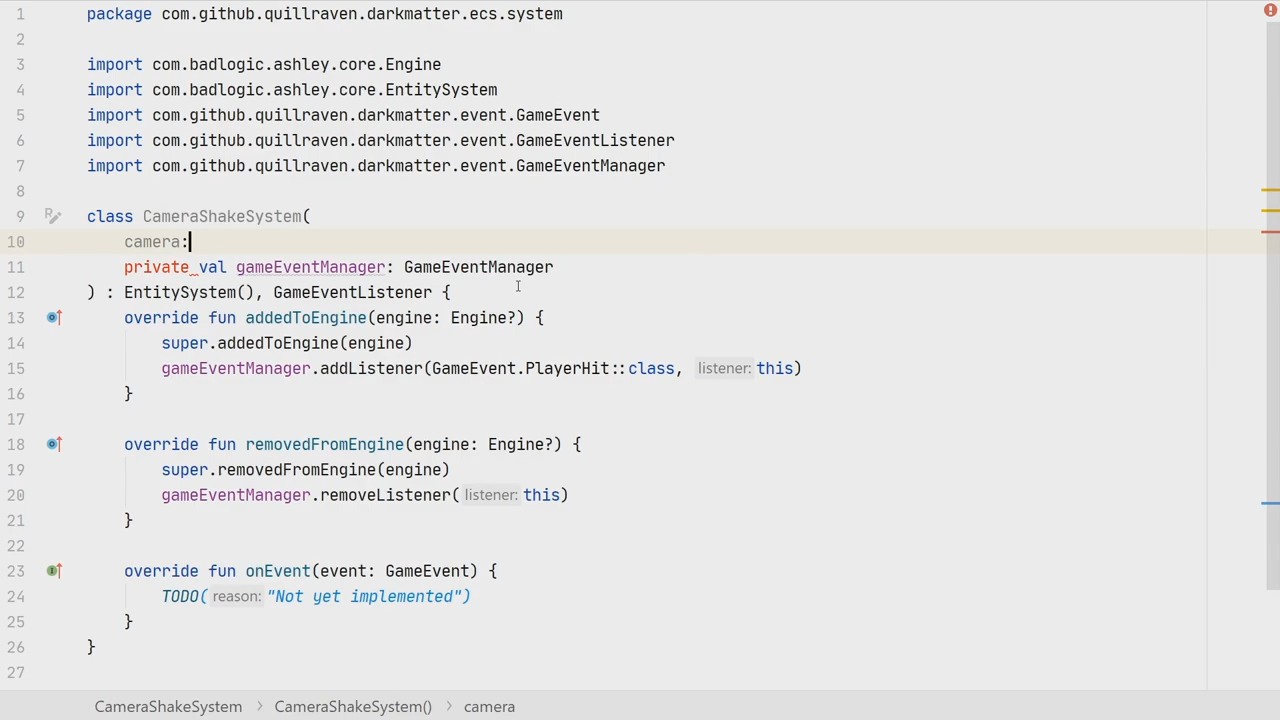 1 package com.github.quillraven.darkmatter.ecs.system
2
3 import com.badlogic.ashley.core.Engine
4 import com.badlogic.ashley.core.EntitySystem
5 import com.github.quillraven.darkmatter.event.GameEvent
6 import com.github.quillraven.darkmatter.event.GameEventListener
7 import com.github.quillraven.darkmatter.event.GameEventManager
8
9 class CameraShakeSystem(
10 camera:
11 private val gameEventManager: GameEventManager
12 ) : EntitySystem(), GameEventListener {
13 override fun addedToEngine(engine: Engine?) {
14 super.addedToEngine(engine)
15 gameEventManager.addListener(GameEvent.PlayerHit::class, listener: this)
16 }
17
18 override fun removedFromEngine(engine: Engine?) {
19 super.removedFromEngine(engine)
20 gameEventManager.removeListener( listener: this)
21 }
22
23 override fun onEvent(event: GameEvent) {
24 TODO( reason: "Not yet implemented")
25 }
26 }
27
CameraShakeSystem > CameraShakeSystem() > camera